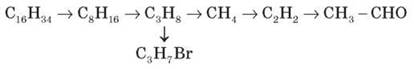 C₁₆H₃₄ → C₈H₁₆ → C₃H₈ → CH₄ → C₂H₂ → CH₃ – CHO
↓
C₃H₇Br